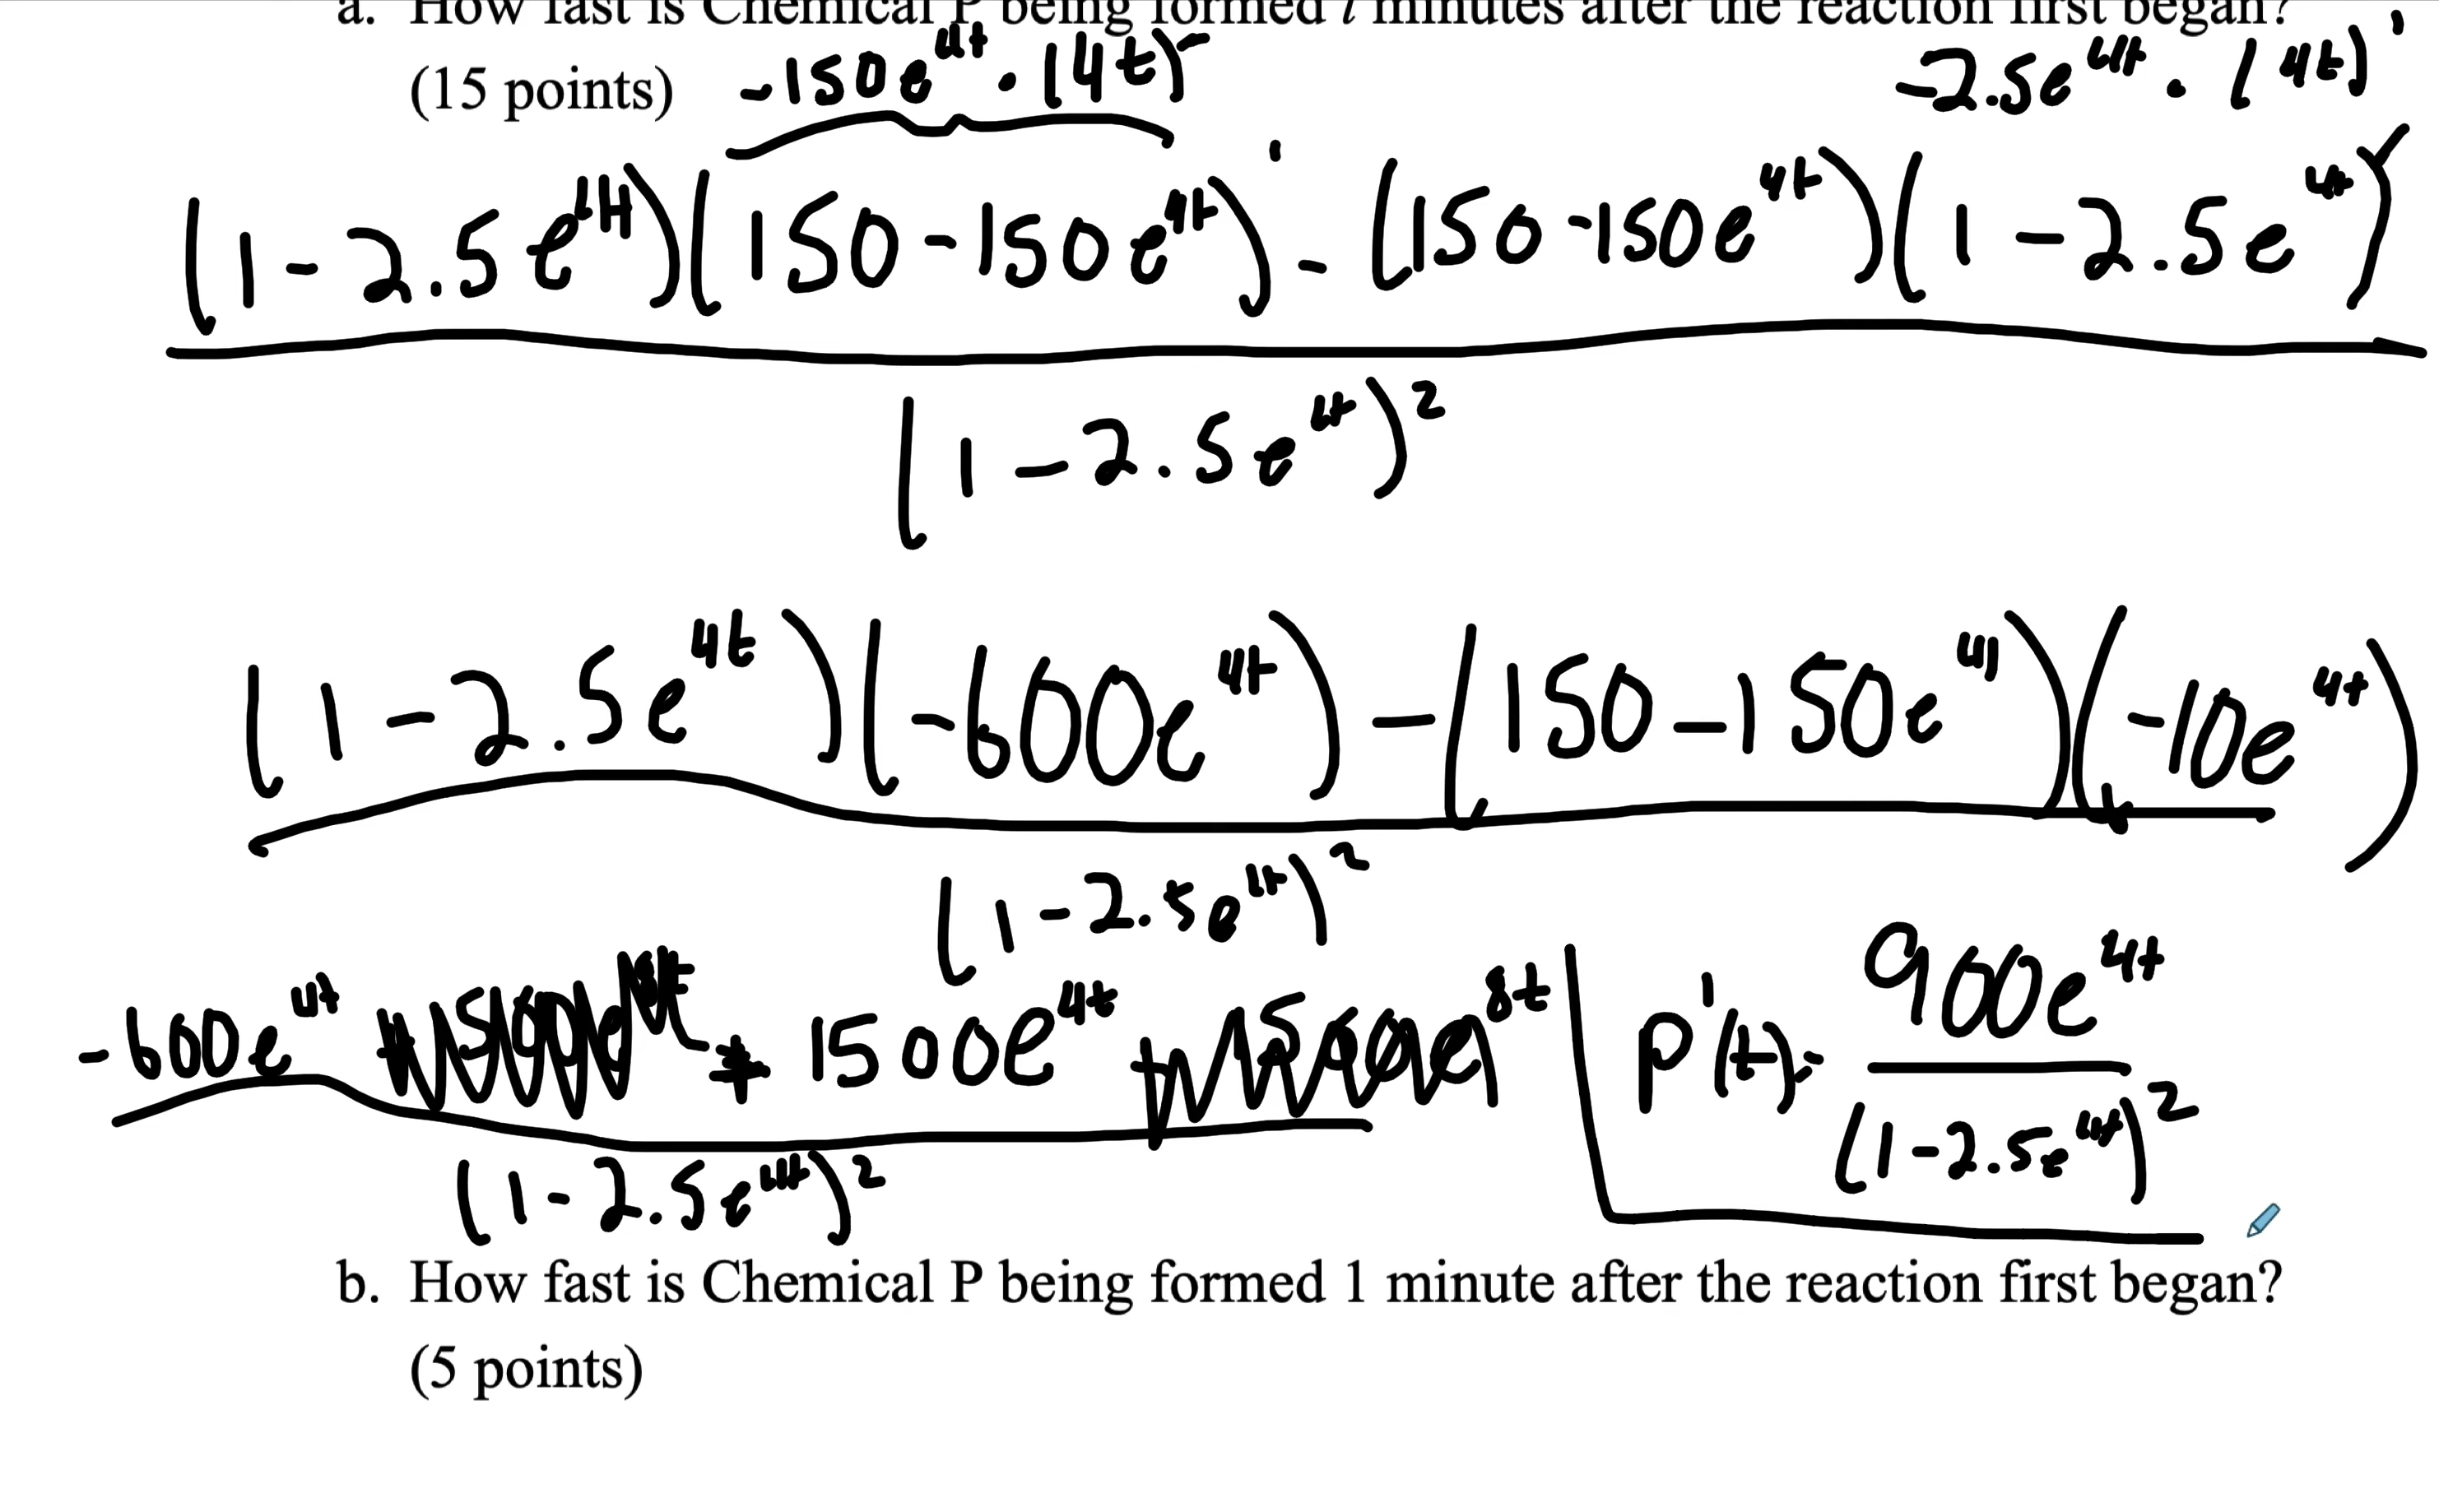 a. How fast is Chemical P being formed t minutes after the reaction first began?
(15 points) -150e^4t · (4t)' -2.5e^4t · (4t)'
(1-2.5e^4t)(150-150e^4t)' - (150-150e^4t)(1-2.5e^4t)'
(1-2.5e^4t)^2
(1-2.5e^4t)(-600e^4t) - (150-150e^4t)(-10e^4t)
(1-2.5e^4t)^2
-600e^4t + 1500e^4t
(1-2.5e^4t)^2
P'(t) = 900e^4t
(1-2.5e^4t)^2
b. How fast is Chemical P being formed 1 minute after the reaction first began?
(5 points)